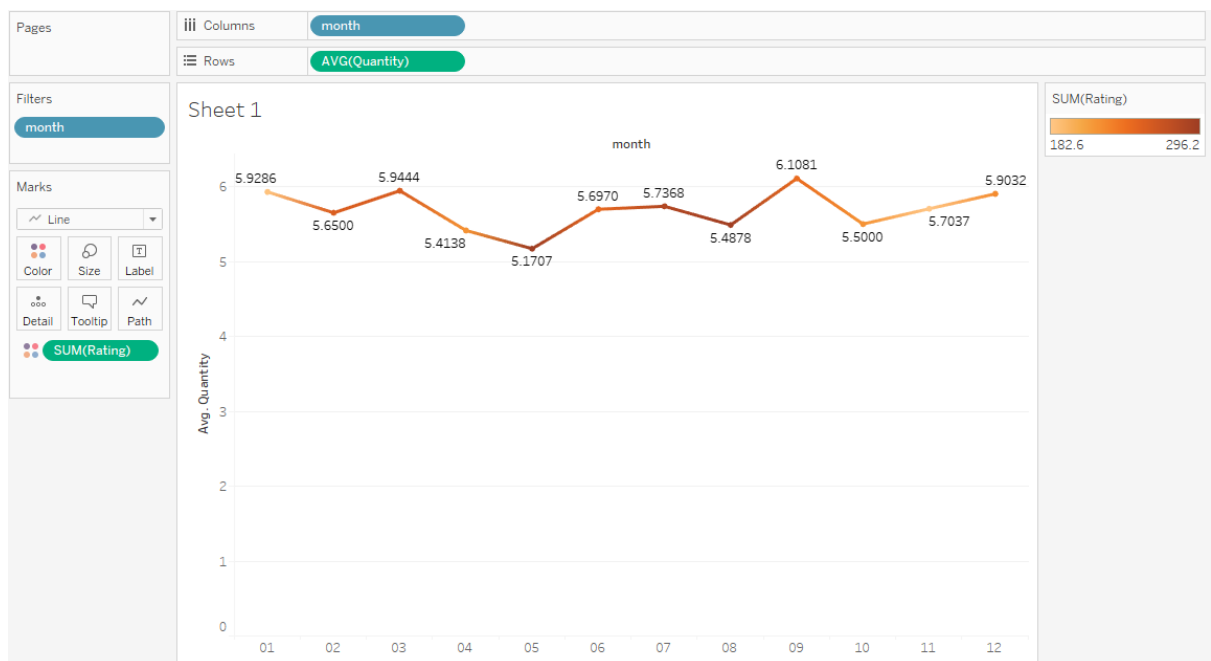 Pages
Columns
month
Rows
AVG(Quantity)
Filters
month
Marks
Line
Color
Size
Label
Detail
Tooltip
Path
SUM(Rating)
Sheet 1
month
Avg. Quantity
6
5
4
3
2
1
0
5.9286
5.6500
5.9444
5.4138
5.1707
5.6970
5.7368
5.4878
6.1081
5.5000
5.7037
5.9032
01 02 03 04 05 06 07 08 09 10 11 12
SUM(Rating)
182.6 296.2